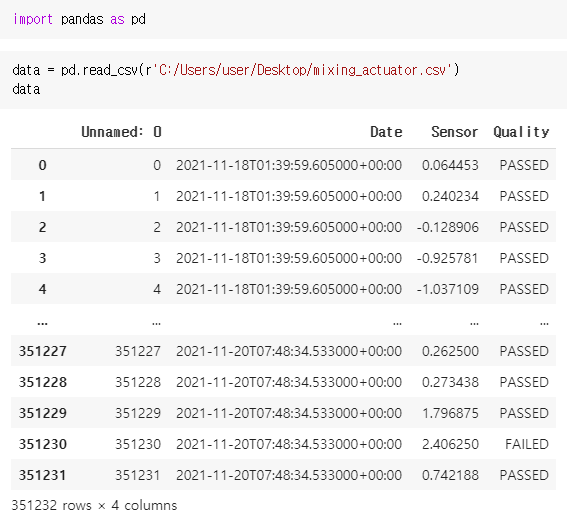 import pandas as pd
data = pd.read_csv(r'C:/Users/user/Desktop/mixing_actuator.csv')
data
Unnamed: 0 Date Sensor Quality
0 0 2021-11-18T01:39:59.605000+00:00 0.064453 PASSED
1 1 2021-11-18T01:39:59.605000+00:00 0.240234 PASSED
2 2 2021-11-18T01:39:59.605000+00:00 -0.128906 PASSED
3 3 2021-11-18T01:39:59.605000+00:00 -0.925781 PASSED
4 4 2021-11-18T01:39:59.605000+00:00 -1.037109 PASSED
... ... ... ... ...
351227 351227 2021-11-20T07:48:34.533000+00:00 0.262500 PASSED
351228 351228 2021-11-20T07:48:34.533000+00:00 0.273438 PASSED
351229 351229 2021-11-20T07:48:34.533000+00:00 1.796875 PASSED
351230 351230 2021-11-20T07:48:34.533000+00:00 2.406250 FAILED
351231 351231 2021-11-20T07:48:34.533000+00:00 0.742188 PASSED
351232 rows × 4 columns